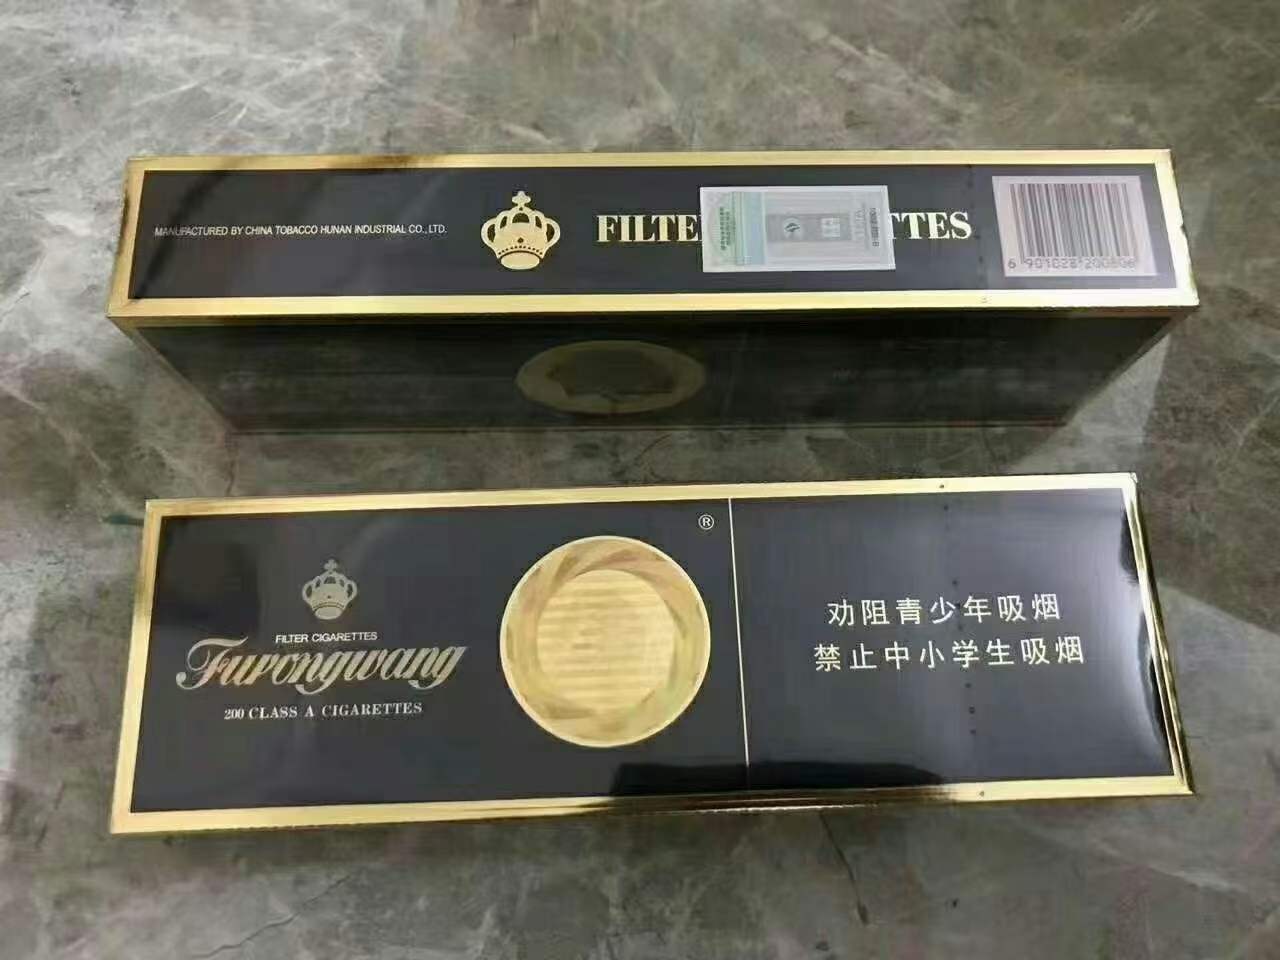 MANUFACTURED BY CHINA TOBACCO HUNAN INDUSTRIAL CO., LTD.
FILTE TTES
®
FILTER CIGARETTES
Furongwang
200 CLASS A CIGARETTES
劝阻青少年吸烟
禁止中小学生吸烟